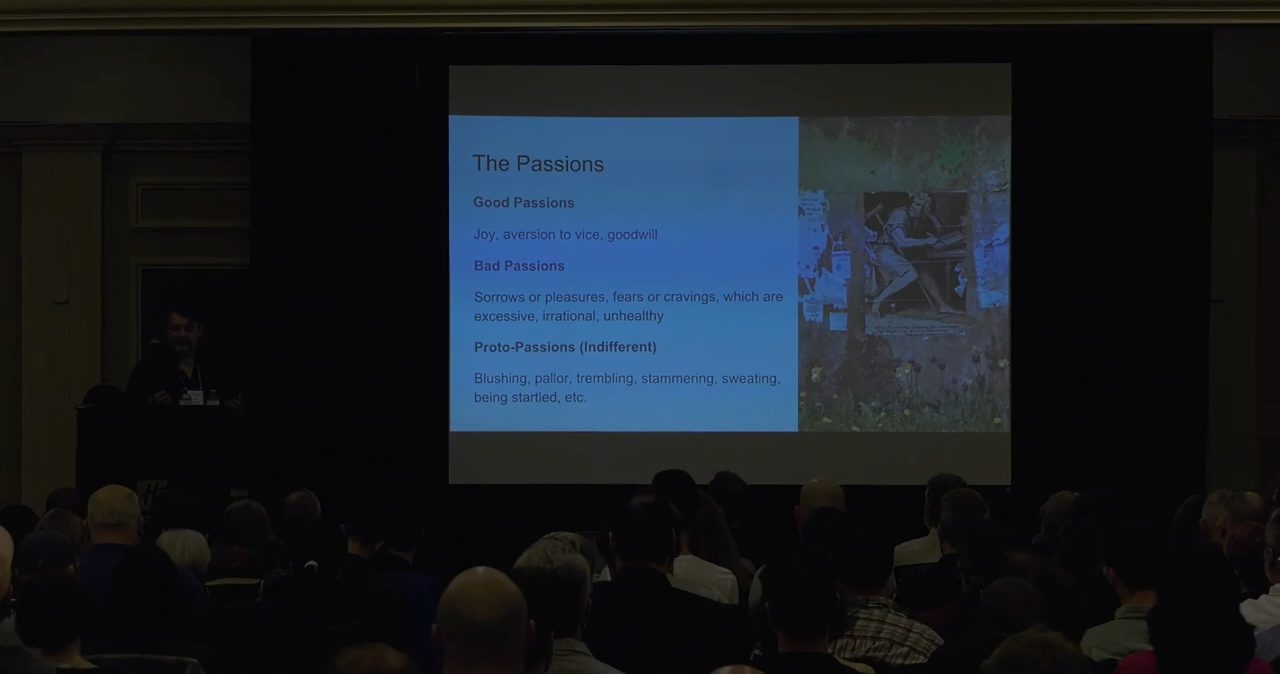 The Passions
Good Passions
Joy, aversion to vice, goodwill
Bad Passions
Sorrows or pleasures, fears or cravings, which are
excessive, irrational, unhealthy
Proto-Passions (Indifferent)
Blushing, pallor, trembling, stammering, sweating,
being startled, etc.